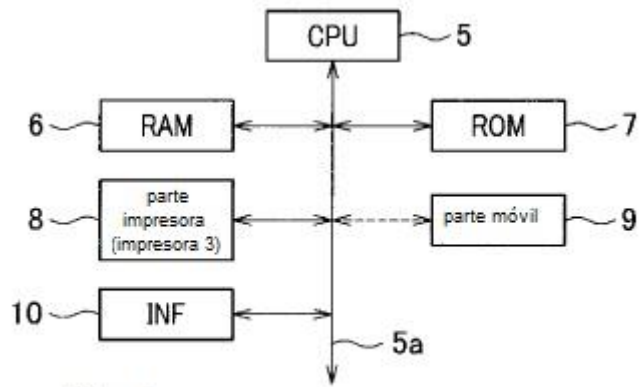 CPU 5
6 RAM ROM 7
parte
impresora
(impresora 3)
8
parte móvil 9
10 INF
5a